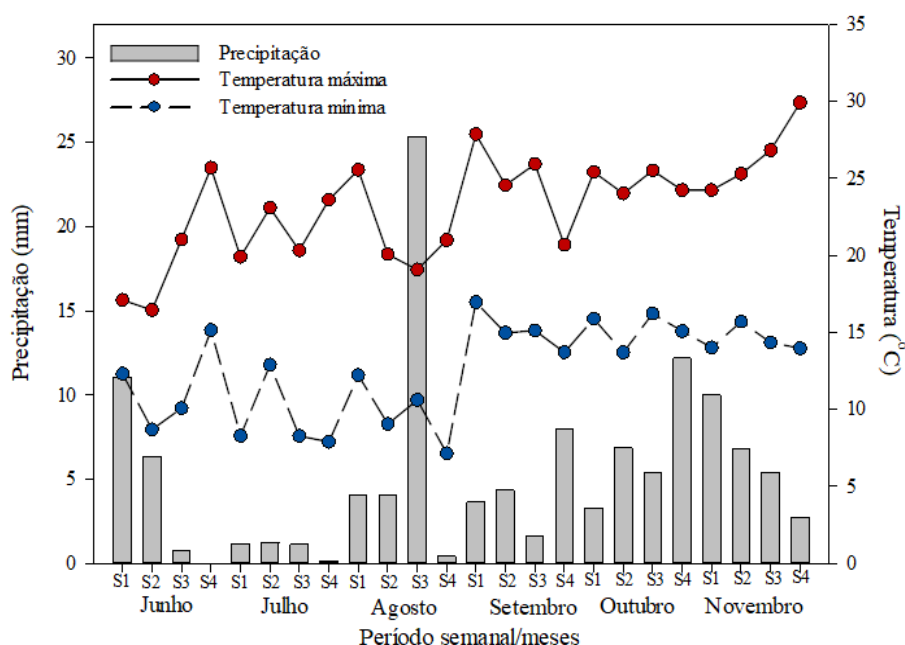 Precipitação
Temperatura máxima
Temperatura mínima
Precipitação (mm)
30
25
20
15
10
5
0
Temperatura (°C)
35
30
25
20
15
10
5
0
S1 S2 S3 S4 S1 S2 S3 S4 S1 S2 S3 S4 S1 S2 S3 S4 S1 S2 S3 S4 S1 S2 S3 S4
Junho Julho Agosto Setembro Outubro Novembro
Período semanal/meses